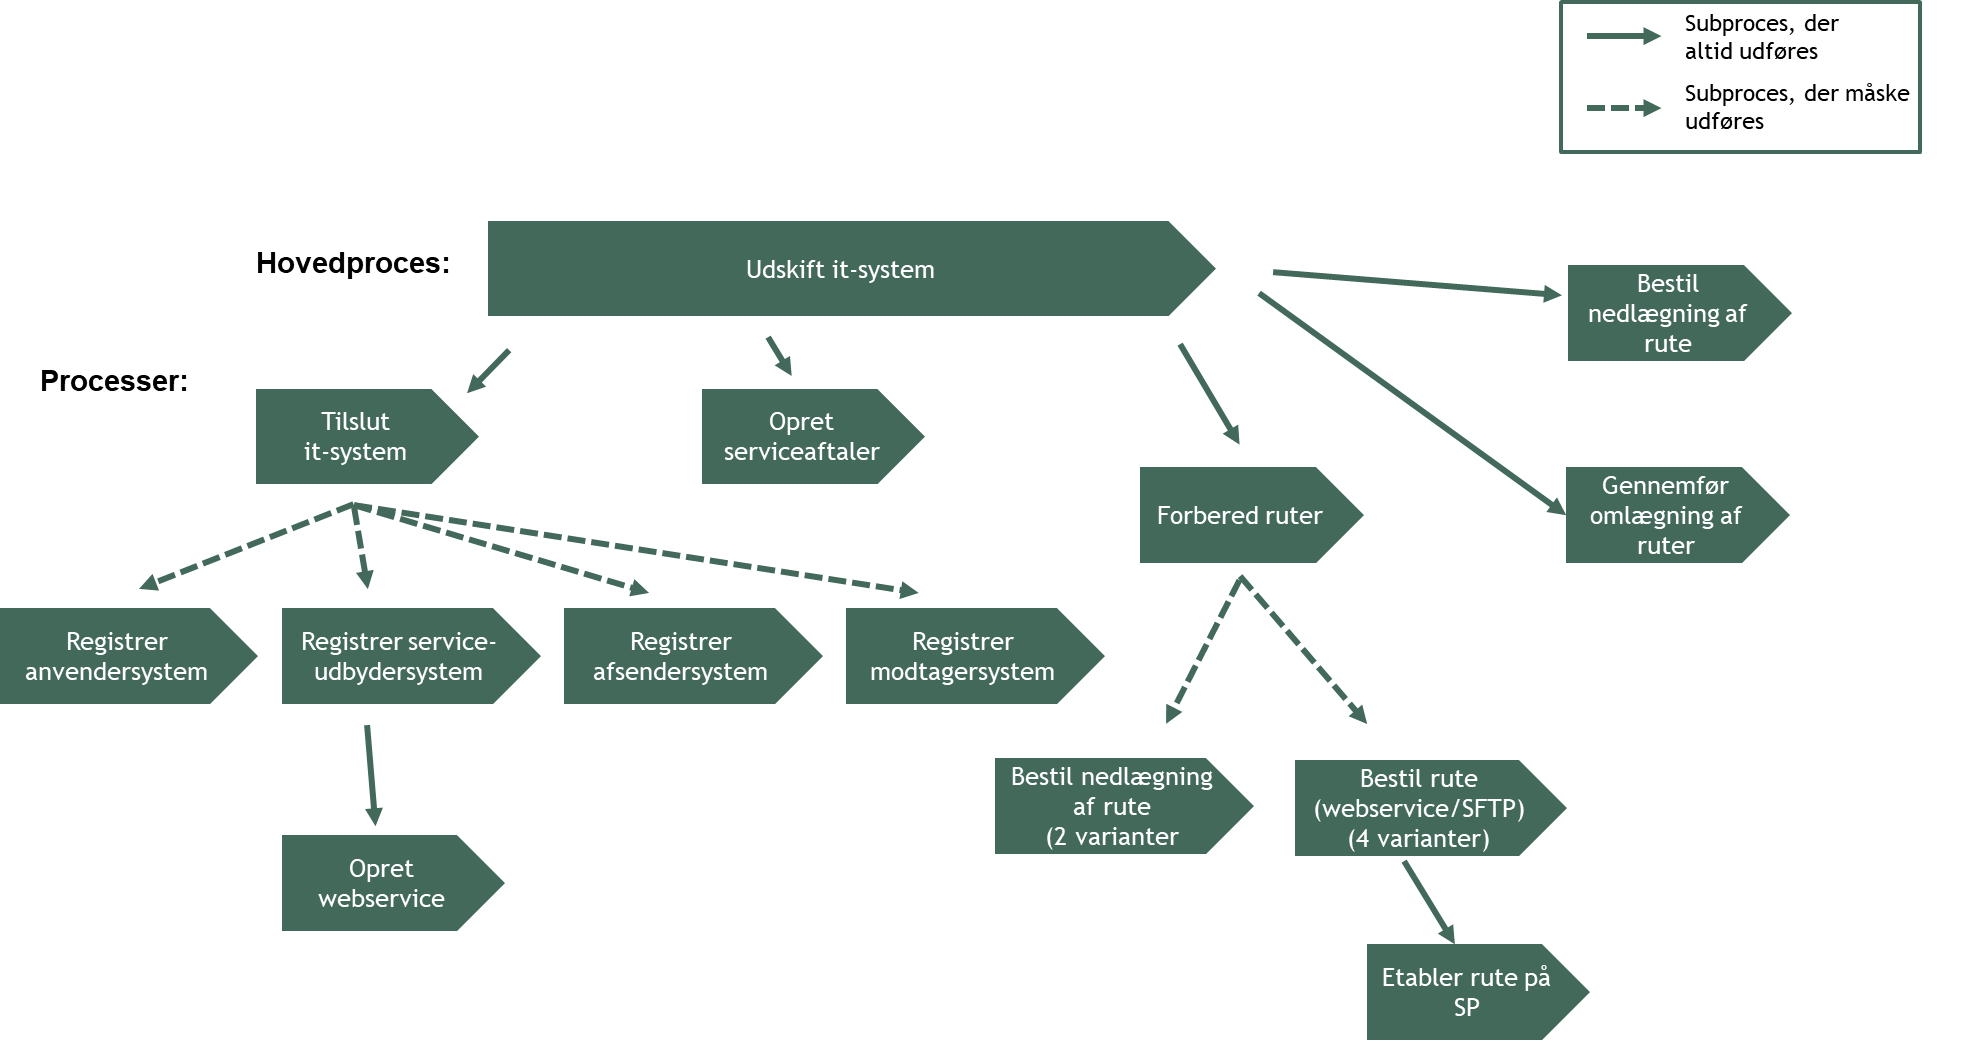 Subproces, der
altid udføres
Subproces, der måske
udføres
Hovedproces:
Udskift it-system
Bestil
nedlægning af
rute
Processer:
Tilslut
it-system
Opret
serviceaftaler
Forbered ruter
Gennemfør
omlægning af
ruter
Registrer
anvendersystem
Registrer service-
udbydersystem
Registrer
afsendersystem
Registrer
modtagersystem
Bestil nedlægning
af rute
(2 varianter
Bestil rute
(webservice/SFTP)
(4 varianter)
Opret
webservice
Etabler rute på
SP